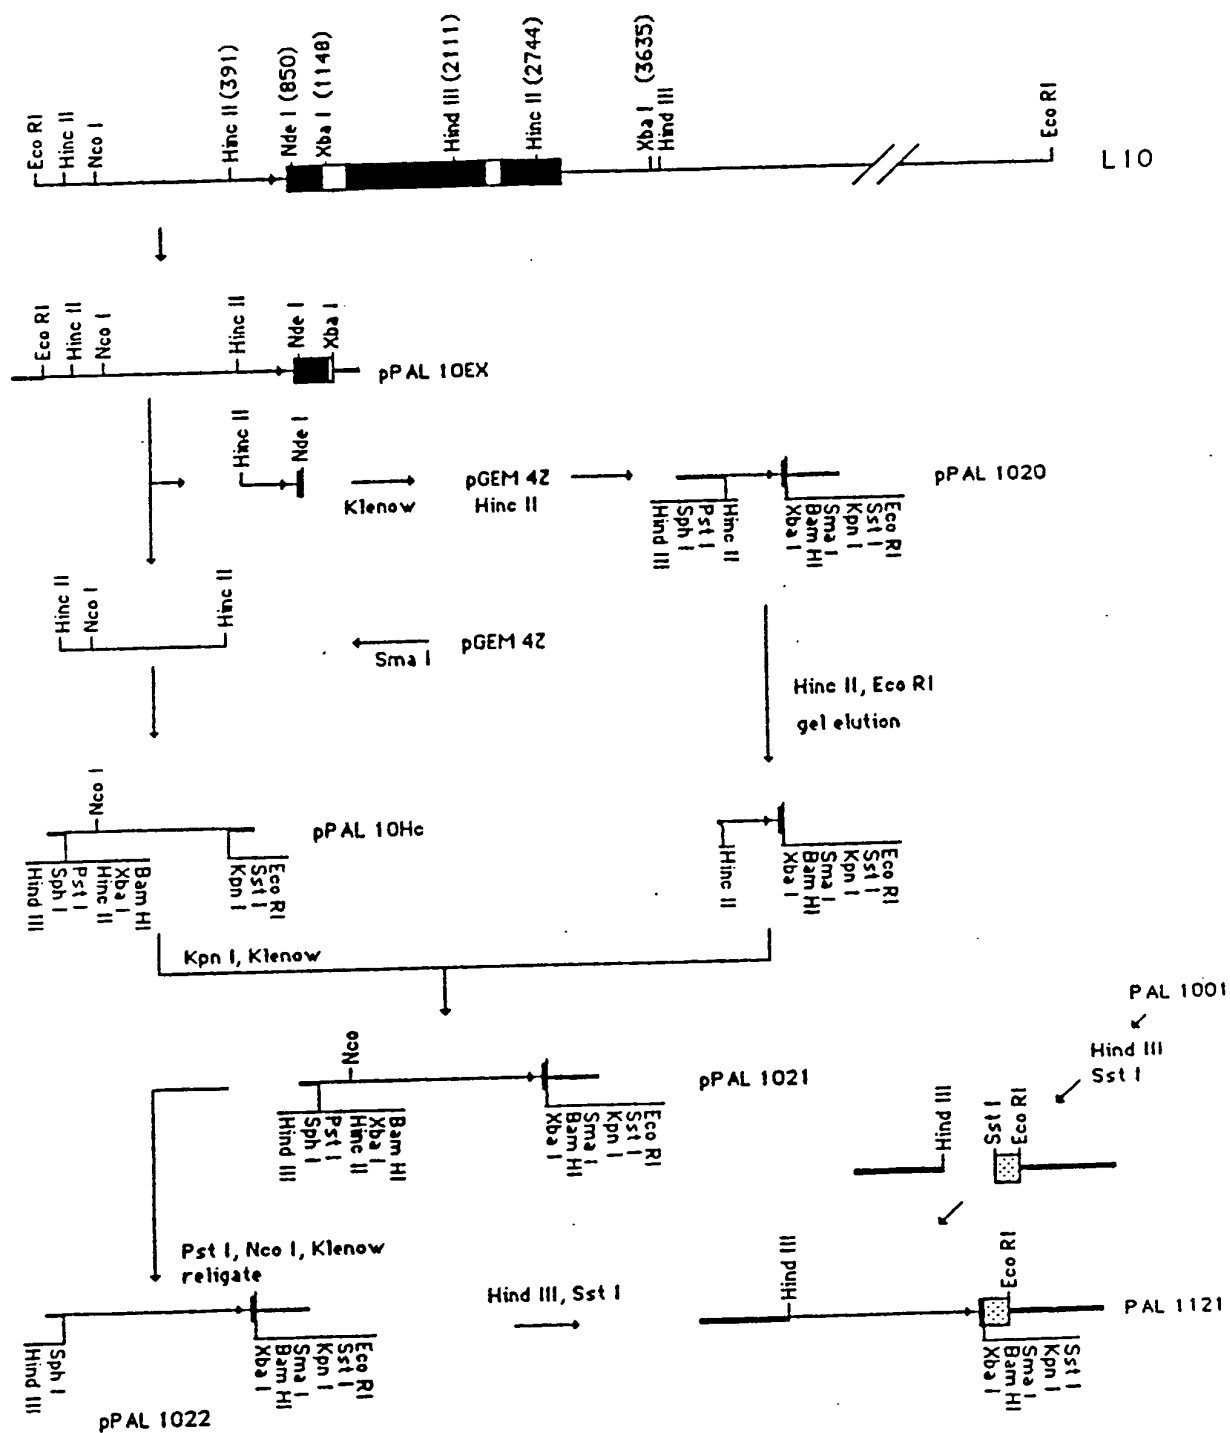 Eco RI
Hinc II
Nco I
Hinc II (391)
Nde I (850)
Xba I (1148)
Hind III (2111)
Hinc II (2744)
Xba I (3635)
Hind III
Eco RI
L10
Eco RI
Hinc II
Nco I
Hinc II
Nde I
Xba I
pPAL 10EX
Hinc II
Nde I
Klenow
pGEM 4Z
Hinc II
pPAL 1020
Hind III
Sph I
Pst I
Hinc II
Xba I
Bam HI
Sma I
Kpn I
Sst I
Eco RI
Hinc II
Nco I
Hinc II
Sma I
pGEM 4Z
Hinc II, Eco RI
gel elution
Nco I
pPAL 10Hc
Hind III
Sph I
Pst I
Hinc II
Xba I
Bam HI
Kpn I
Sst I
Eco RI
Hinc II
Xba I
Bam HI
Sma I
Kpn I
Sst I
Eco RI
Kpn I, Klenow
PAL 1001
Hind III
Sst I
Nco
pPAL 1021
Hind III
Sph I
Pst I
Hinc II
Xba I
Bam HI
Xba I
Bam HI
Sma I
Kpn I
Sst I
Eco RI
Hind III
Sst I
Eco RI
Pst I, Nco I, Klenow
religate
Hind III, Sst I
Hind III
Eco RI
PAL 1121
Hind III
Sph I
Xba I
Bam HI
Sma I
Kpn I
Sst I
Eco RI
Xba I
Bam HI
Sma I
Kpn I
Sst I
pPAL 1022